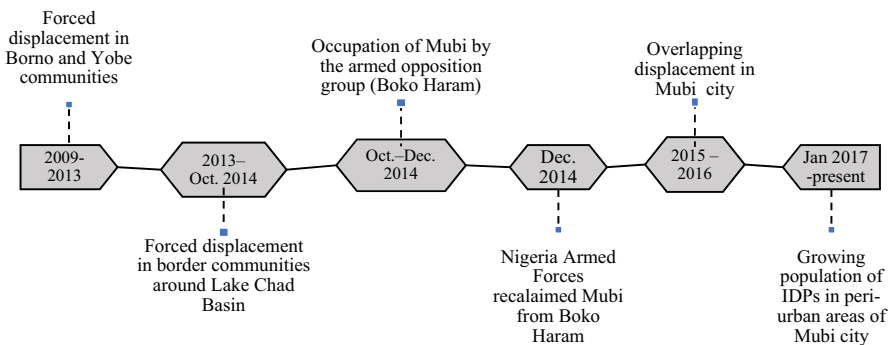 Forced
displacement in
Borno and Yobe
communities
2009-
2013
2013–
Oct. 2014
Forced displacement
in border communities
around Lake Chad
Basin
Occupation of Mubi by
the armed opposition
group (Boko Haram)
Oct.–Dec.
2014
Dec.
2014
Nigeria Armed
Forces
recalaimed Mubi
from Boko
Haram
Overlapping
displacement in
Mubi city
2015 –
2016
Jan 2017
-present
Growing
population of
IDPs in peri-
urban areas of
Mubi city